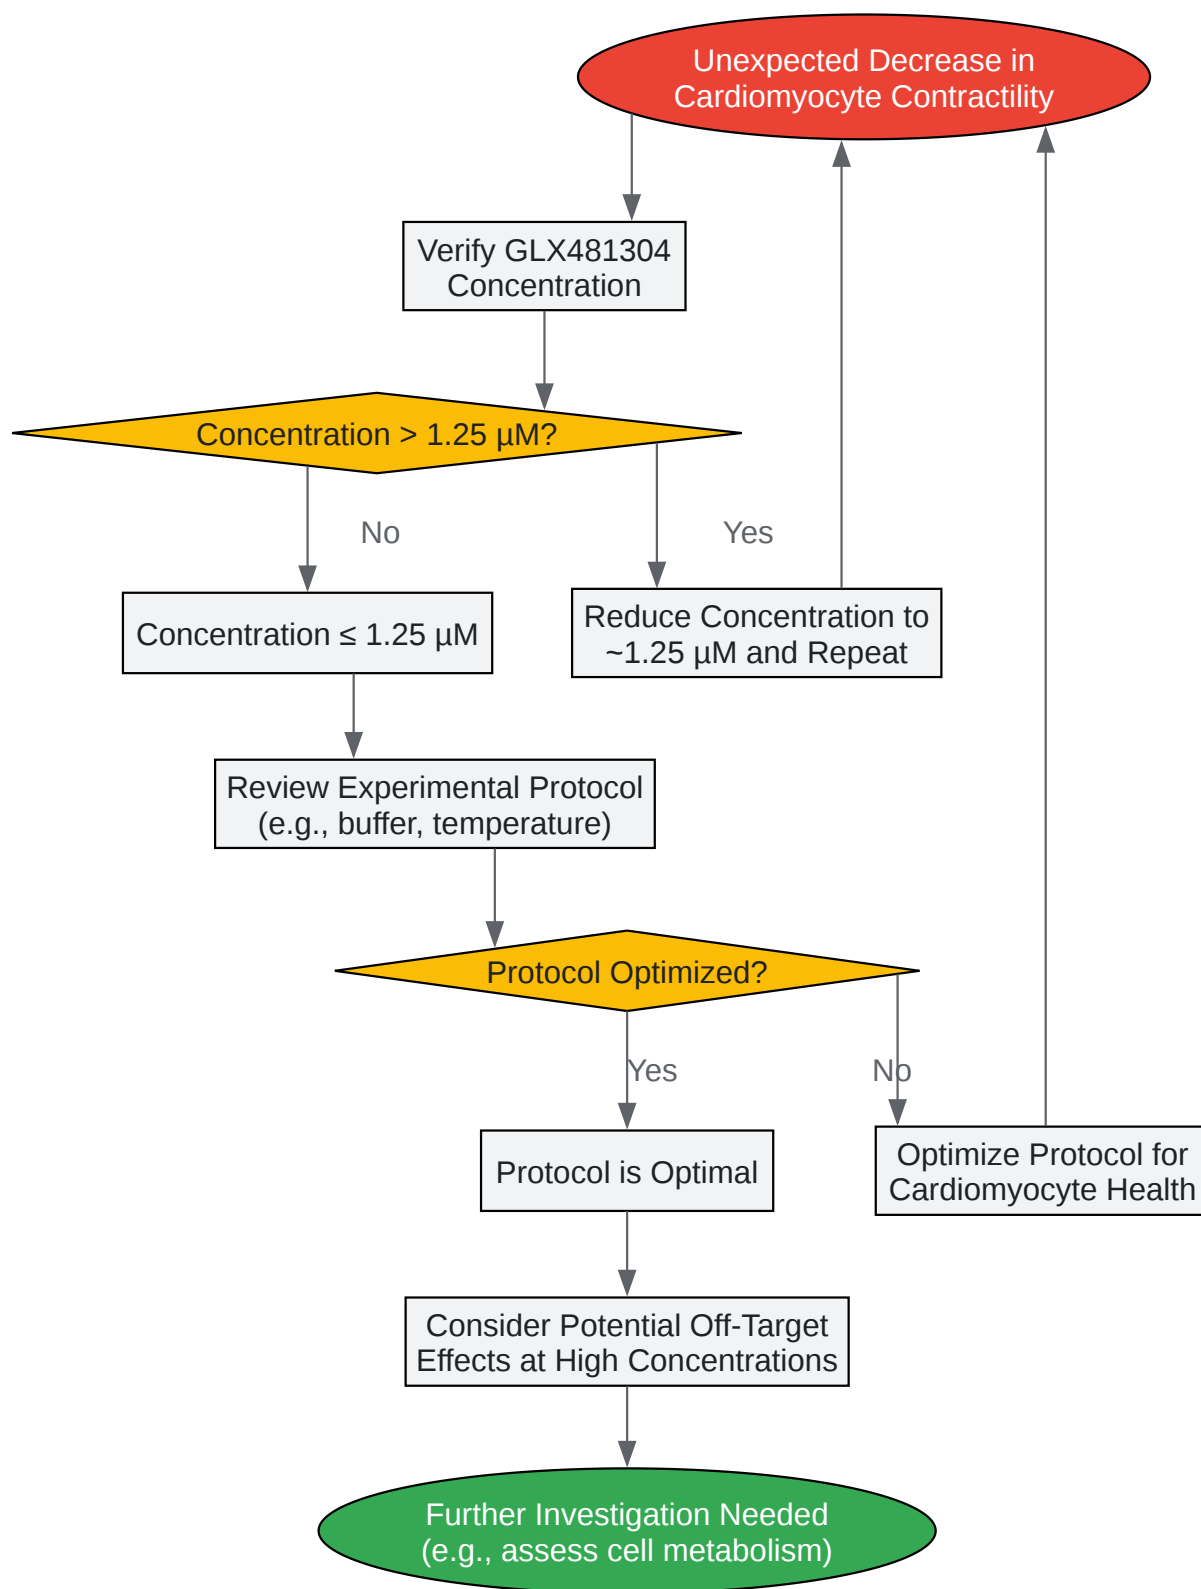 Unexpected Decrease in
Cardiomyocyte Contractility
Verify GLX481304
Concentration
Concentration > 1.25 µM?
No
Yes
Concentration ≤ 1.25 µM
Reduce Concentration to
~1.25 µM and Repeat
Review Experimental Protocol
(e.g., buffer, temperature)
Protocol Optimized?
Yes
No
Protocol is Optimal
Optimize Protocol for
Cardiomyocyte Health
Consider Potential Off-Target
Effects at High Concentrations
Further Investigation Needed
(e.g., assess cell metabolism)